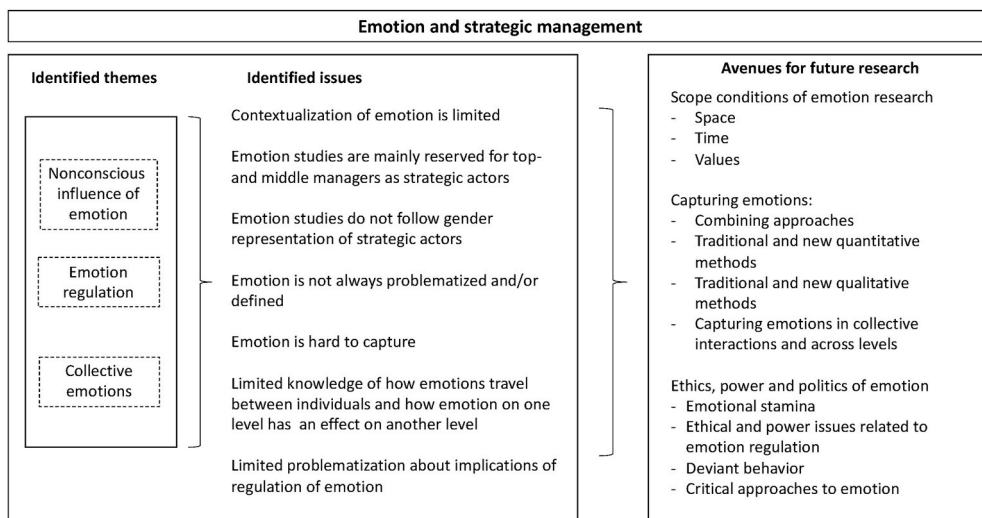 Emotion and strategic management
Identified themes
Nonconscious
influence of
emotion
Emotion
regulation
Collective
emotions
Identified issues
Contextualization of emotion is limited
Emotion studies are mainly reserved for top-
and middle managers as strategic actors
Emotion studies do not follow gender
representation of strategic actors
Emotion is not always problematized and/or
defined
Emotion is hard to capture
Limited knowledge of how emotions travel
between individuals and how emotion on one
level has an effect on another level
Limited problematization about implications of
regulation of emotion
Avenues for future research
Scope conditions of emotion research
- Space
- Time
- Values
Capturing emotions:
- Combining approaches
- Traditional and new quantitative
methods
- Traditional and new qualitative
methods
- Capturing emotions in collective
interactions and across levels
Ethics, power and politics of emotion
- Emotional stamina
- Ethical and power issues related to
emotion regulation
- Deviant behavior
- Critical approaches to emotion